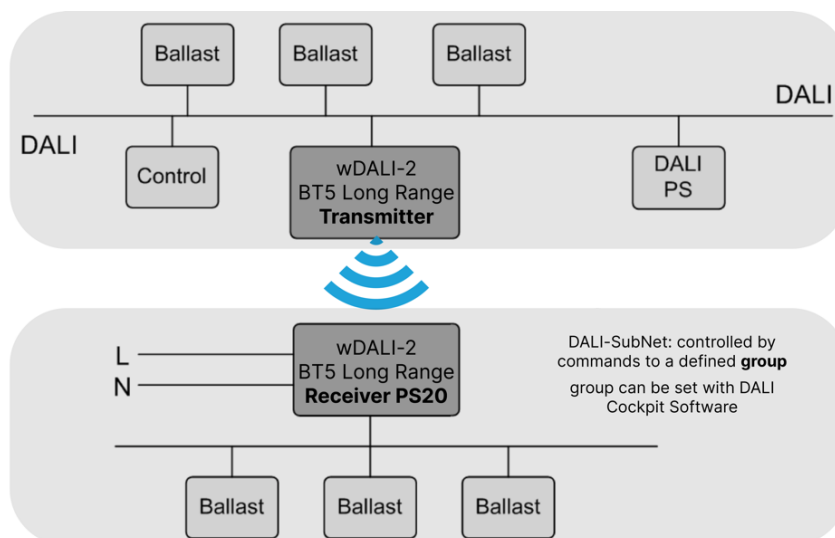 Ballast
Ballast
Ballast
DALI
DALI
Control
wDALI-2
BT5 Long Range
Transmitter
DALI
PS
L
N
wDALI-2
BT5 Long Range
Receiver PS20
DALI-SubNet: controlled by
commands to a defined group
group can be set with DALI
Cockpit Software
Ballast
Ballast
Ballast